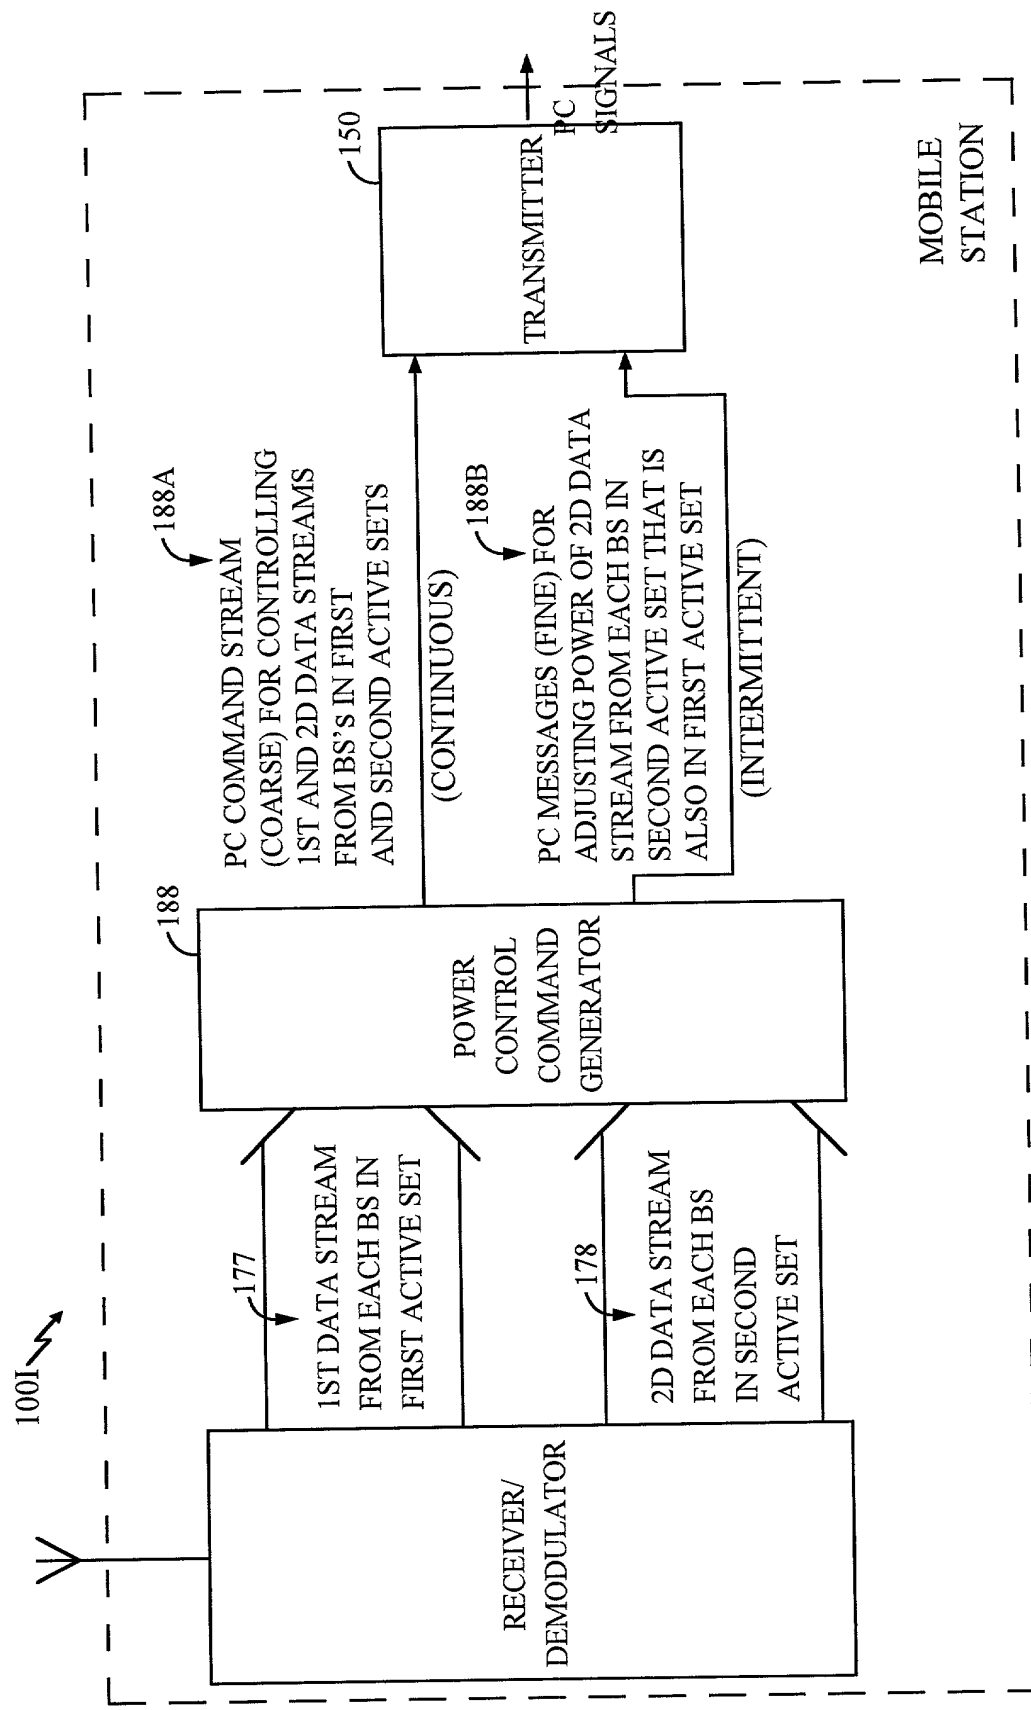 100I
RECEIVER/
DEMODULATOR
177
1ST DATA STREAM
FROM EACH BS IN
FIRST ACTIVE SET
178
2D DATA STREAM
FROM EACH BS
IN SECOND
ACTIVE SET
188
POWER
CONTROL
COMMAND
GENERATOR
188A
PC COMMAND STREAM
(COARSE) FOR CONTROLLING
1ST AND 2D DATA STREAMS
FROM BS's IN FIRST
AND SECOND ACTIVE SETS
(CONTINUOUS)
188B
PC MESSAGES (FINE) FOR
ADJUSTING POWER OF 2D DATA
STREAM FROM EACH BS IN
SECOND ACTIVE SET THAT IS
ALSO IN FIRST ACTIVE SET
(INTERMITTENT)
150
TRANSMITTER
PC
SIGNALS
MOBILE
STATION